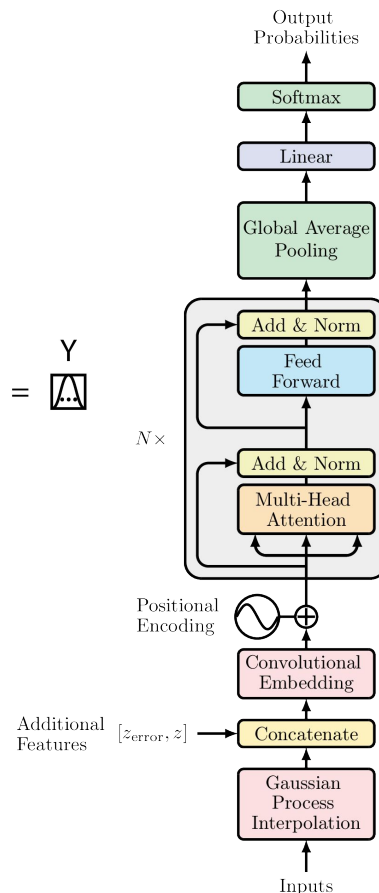 Output
Probabilities
Softmax
Linear
Global Average
Pooling
Add & Norm
Feed
Forward
Y
=
N×
Add & Norm
Multi-Head
Attention
Positional
Encoding
Convolutional
Embedding
Additional
Features
[z_error, z]
Concatenate
Gaussian
Process
Interpolation
Inputs